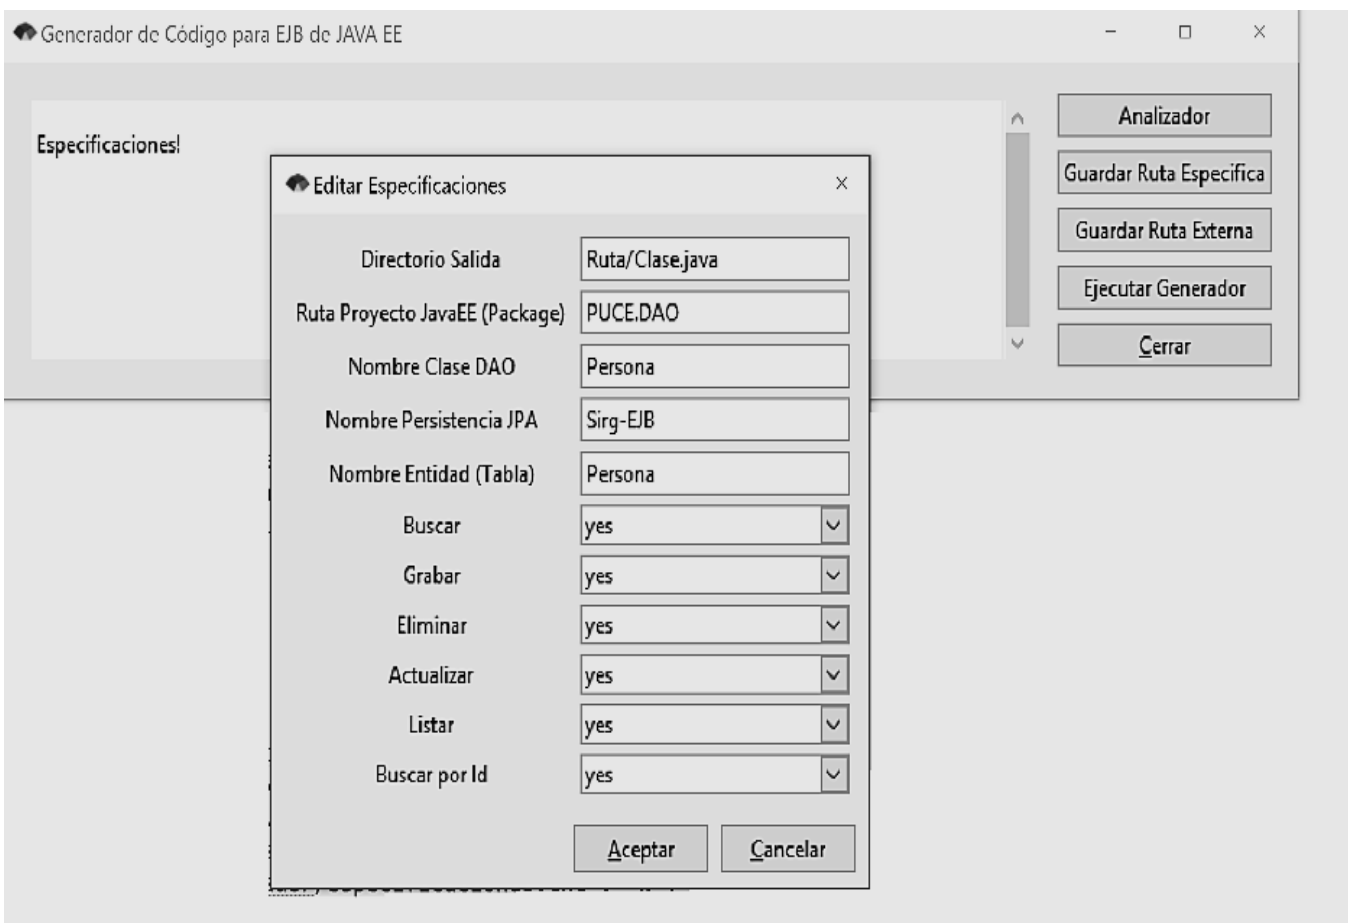 Generador de Código para EJB de JAVA EE
Especificaciones!
Analizador
Guardar Ruta Especifica
Guardar Ruta Externa
Ejecutar Generador
Cerrar
Editar Especificaciones
Directorio Salida Ruta/Clase.java
Ruta Proyecto JavaEE (Package) PUCE.DAO
Nombre Clase DAO Persona
Nombre Persistencia JPA Sirg-EJB
Nombre Entidad (Tabla) Persona
Buscar yes
Grabar yes
Eliminar yes
Actualizar yes
Listar yes
Buscar por Id yes
Aceptar Cancelar